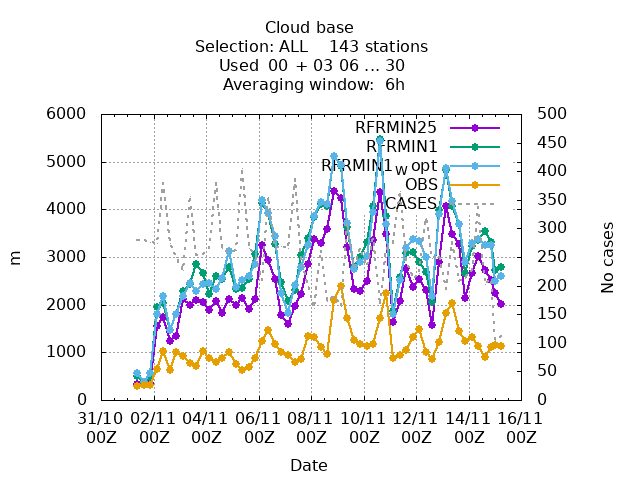 Cloud base
Selection: ALL    143 stations
Used  00  + 03 06 ... 30
Averaging window:  6h
6000
5000
4000
3000
2000
1000
0
m
500
450
400
350
300
250
200
150
100
50
0
No cases
RFRMIN25
RFRMIN1
RFRMIN1w opt
OBS
CASES
31/10 02/11 04/11 06/11 08/11 10/11 12/11 14/11 16/11
00Z 00Z 00Z 00Z 00Z 00Z 00Z 00Z 00Z
Date